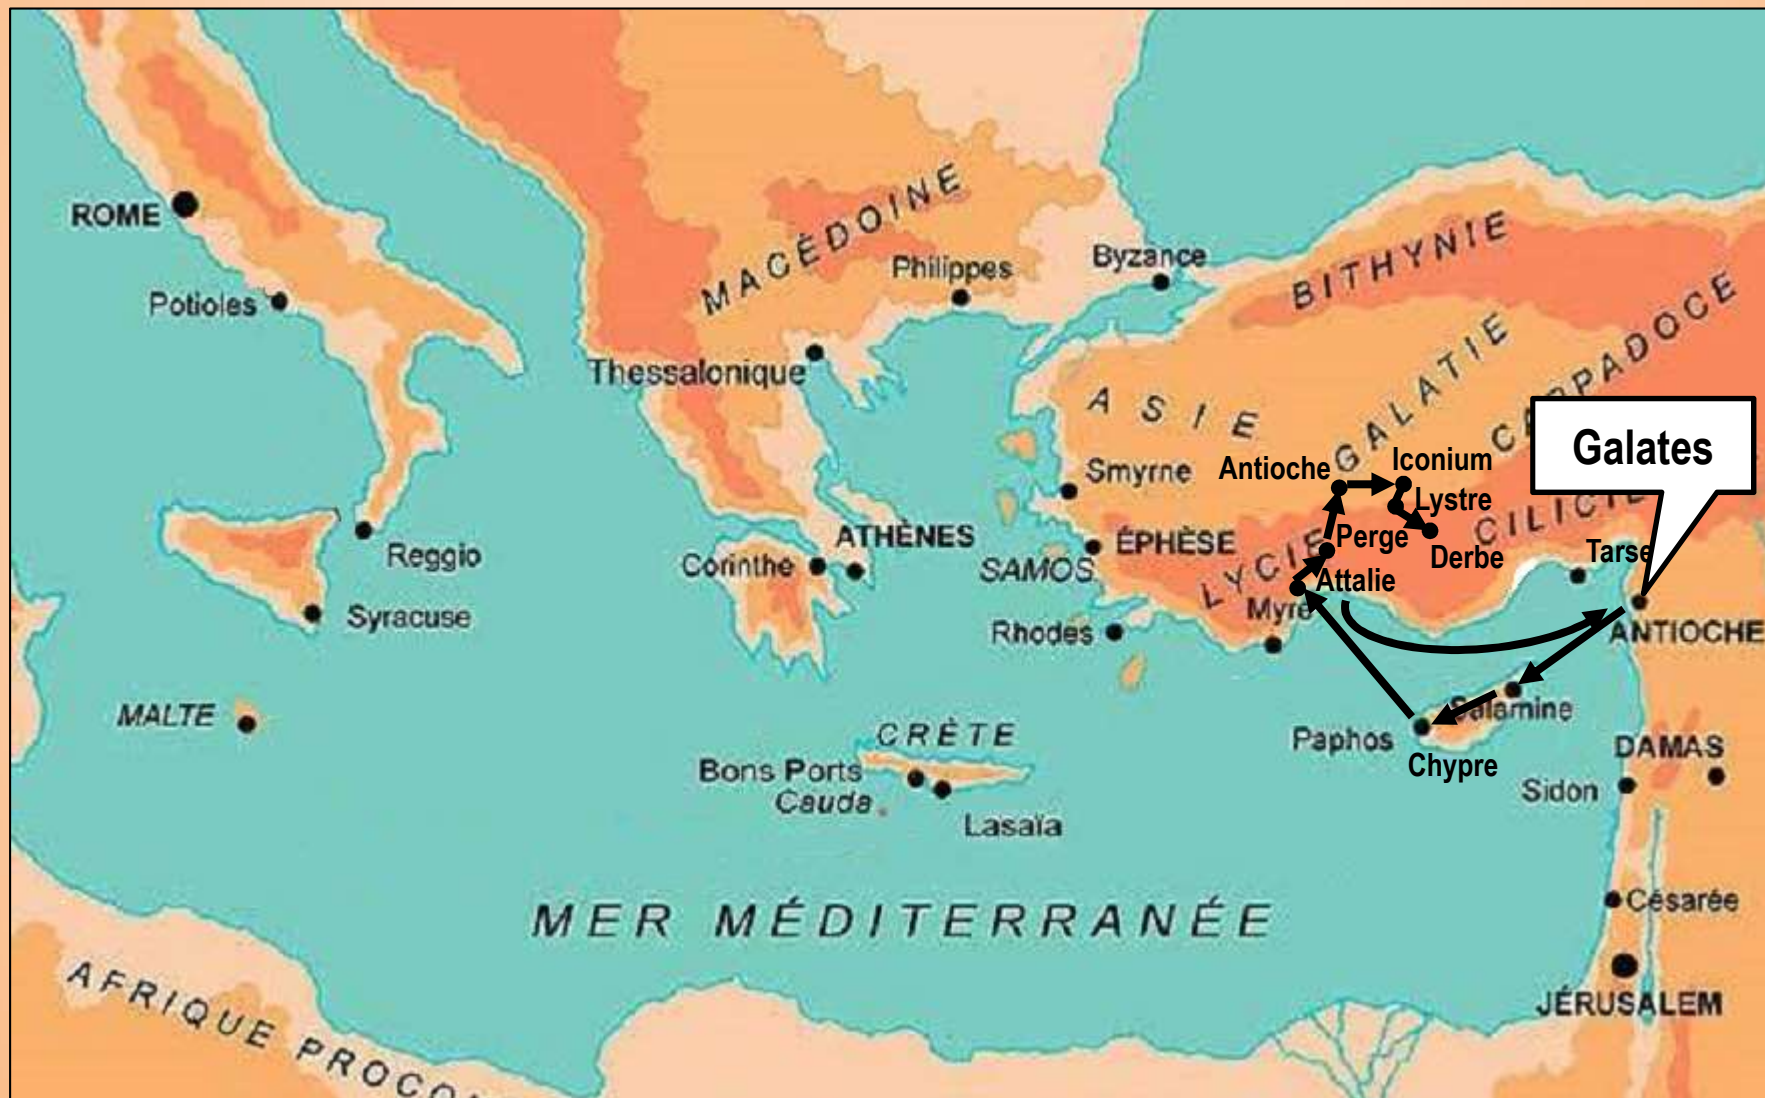 ROME
Potioles
MACÉDOINE
Philippes
Byzance
BITHYNIE
Thessalonique
ASIE
GALATIE
CAPPADOCE
Galates
Smyrne
Antioche
Iconium
Lystre
Reggio
Corinthe
ATHÈNES
SAMOS
ÉPHÈSE
LYCIE
Perge
Derbe
CILICIE
Tarse
Attalie
Myre
Syracuse
Rhodes
ANTIOCHE
MALTE
CRÈTE
Paphos
Salamine
Chypre
DAMAS
Bons Ports
Cauda
Lasaïa
Sidon
Césarée
MER MÉDITERRANÉE
JÉRUSALEM
AFRIQUE PROCO